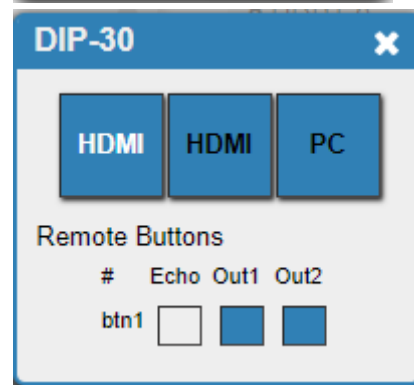 DIP-30 ×
HDMI HDMI PC
Remote Buttons
# Echo Out1 Out2
btn1